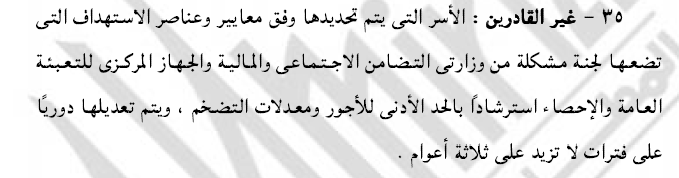 ٣٥ - غير القادرين : الأسر التى يتم تحديدها وفق معايير وعناصر الاستهداف التى
تضعها لجنة مشكلة من وزارتى التضامن الاجتماعى والمالية والجهاز المركزى للتعبئة
العامة والإحصاء استرشادًا بالحد الأدنى للأجور ومعدلات التضخم ، ويتم تعديلها دوريًا
على فترات لا تزيد على ثلاثة أعوام .